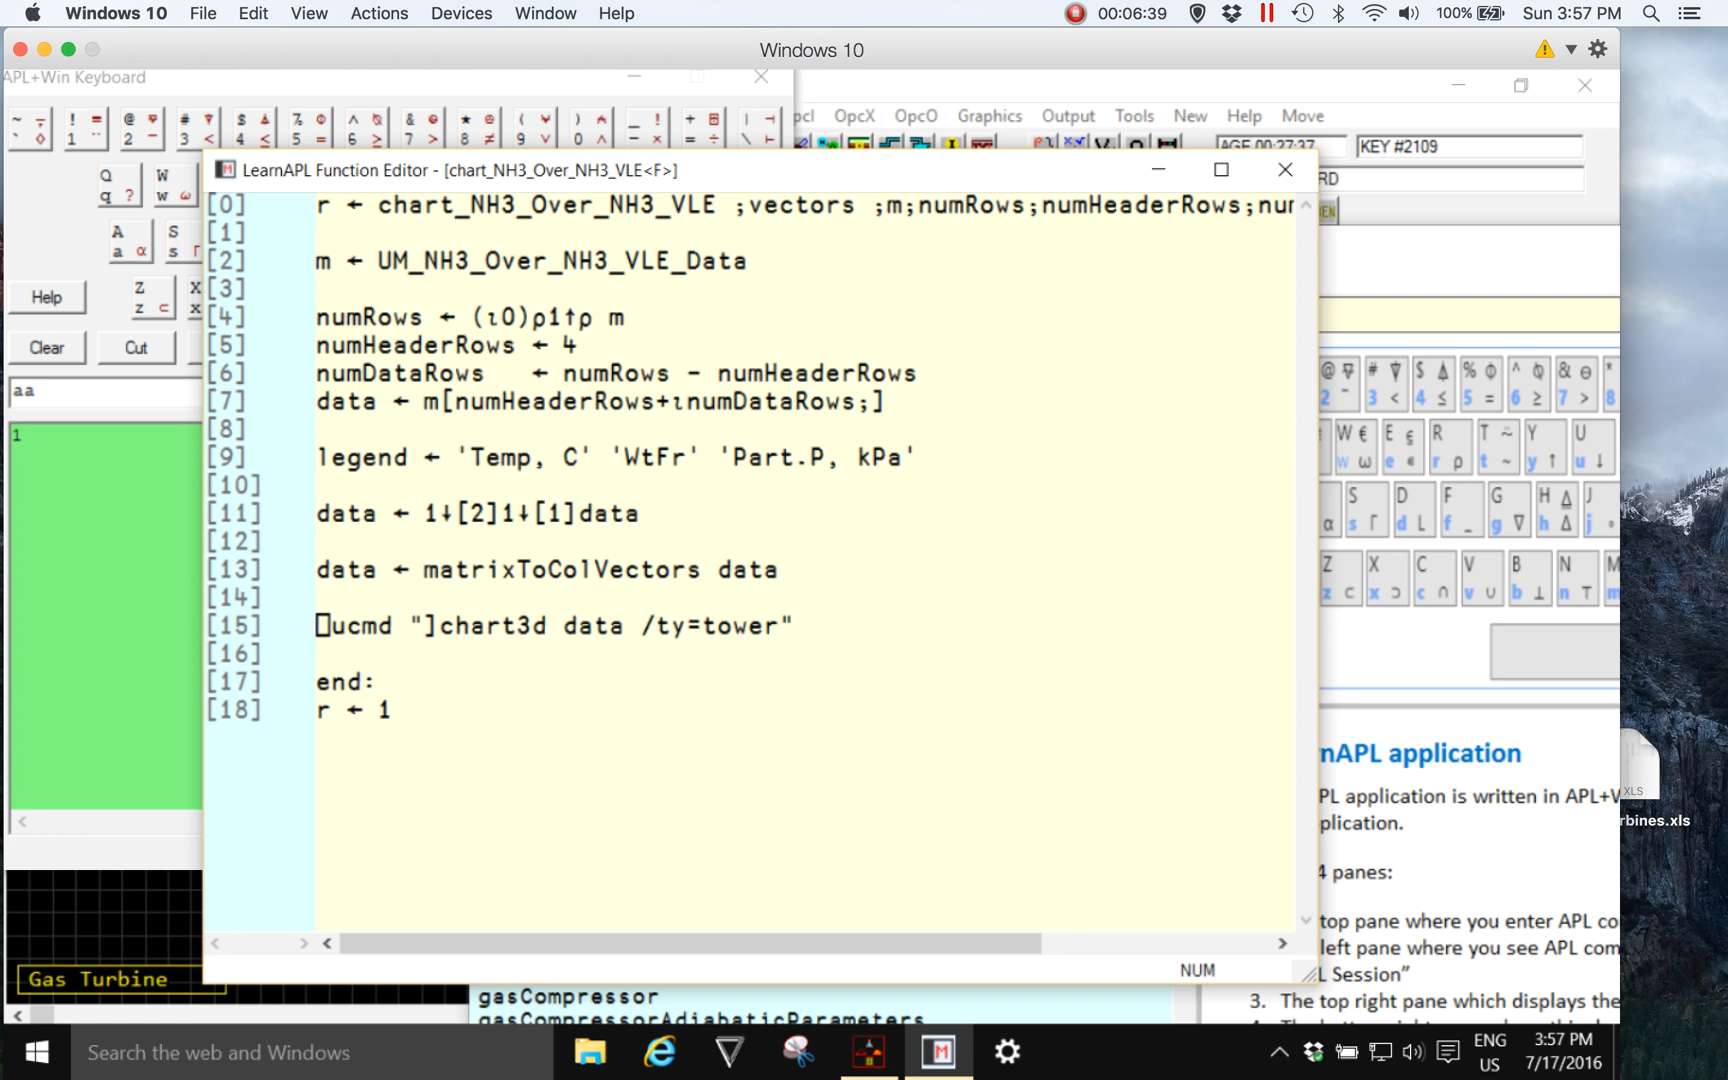 Windows 10 File Edit View Actions Devices Window Help 00:06:39 100% Sun 3:57 PM
Windows 10
APL+Win Keyboard
OpcX OpcO Graphics Output Tools New Help Move
AGE 00:27:37 KEY #2109
LearnAPL Function Editor - [chart_NH3_Over_NH3_VLE<F>]
[0] r ← chart_NH3_Over_NH3_VLE ;vectors ;m;numRows;numHeaderRows;nur
[1]
[2] m ← UM_NH3_Over_NH3_VLE_Data
[3]
[4] numRows ← (⍳0)⍴1↑⍴ m
[5] numHeaderRows ← 4
[6] numDataRows   ← numRows - numHeaderRows
[7] data ← m[numHeaderRows+⍳numDataRows;]
[8]
[9] legend ← 'Temp, C' 'WtFr' 'Part.P, kPa'
[10]
[11] data ← 1↓[2]1↓[1]data
[12]
[13] data ← matrixToColVectors data
[14]
[15] ⎕ucmd "]chart3d data /ty=tower"
[16]
[17] end:
[18] r ← 1
NUM
Help
Clear Cut
aa
1
Gas Turbine
gasCompressor
gasCompressorAdiabaticParameters
nAPL application
PL application is written in APL+V
plication.
4 panes:
top pane where you enter APL co
left pane where you see APL com
L Session”
3. The top right pane which displays the
XLS
rbines.xls
Search the web and Windows
ENG
US
3:57 PM
7/17/2016